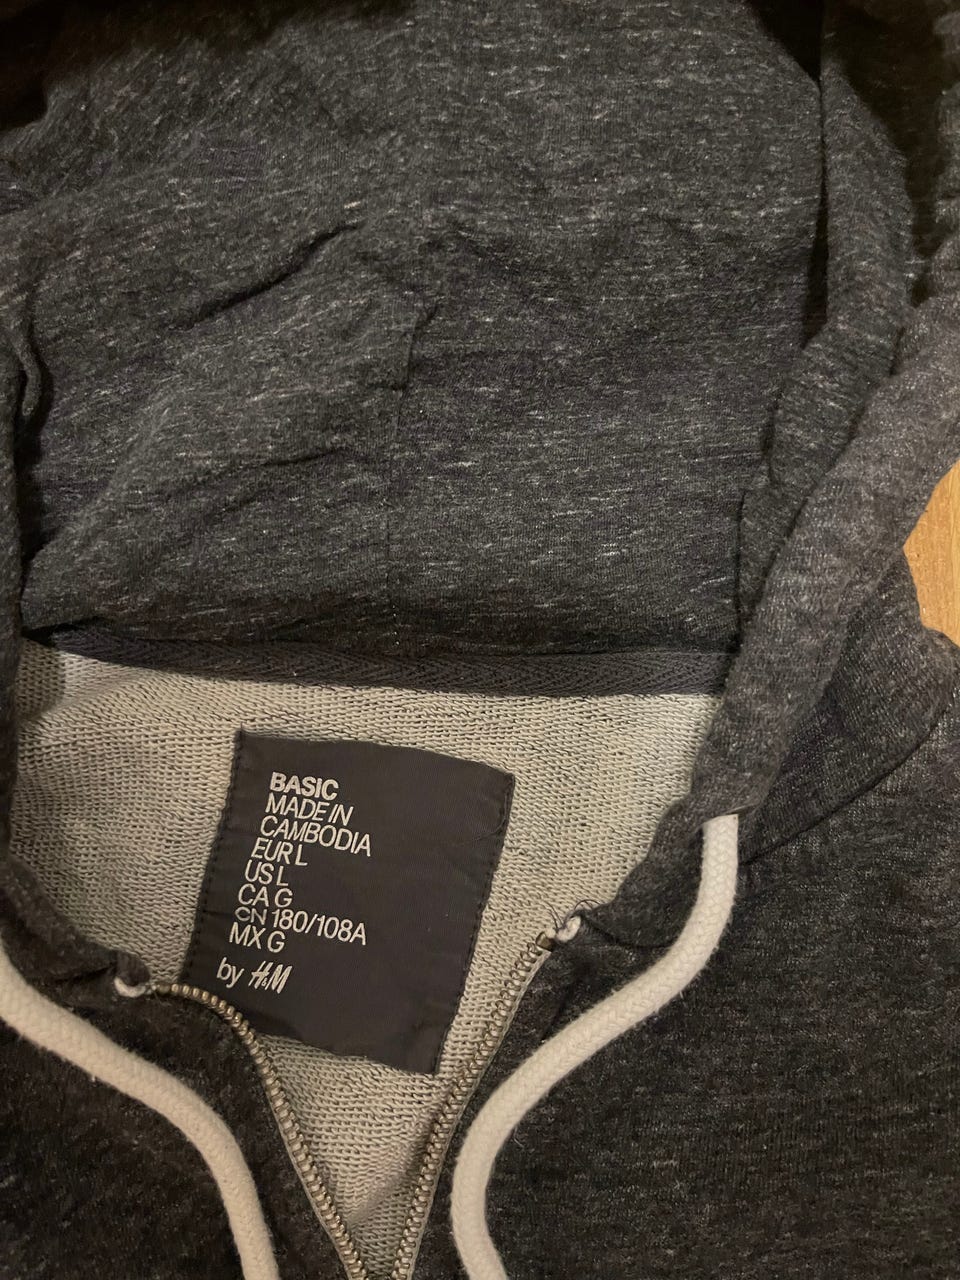 BASIC
MADE IN
CAMBODIA
EUR L
US L
CA G
CN 180/108A
MX G
by H&M